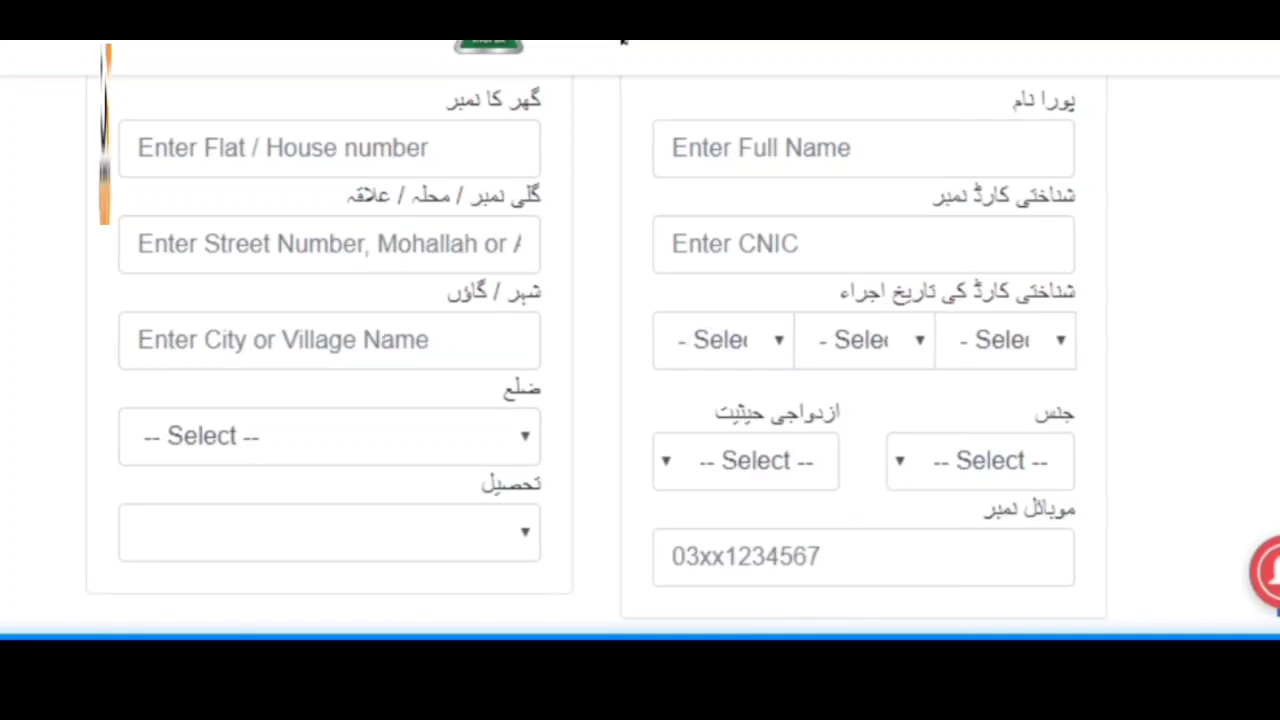 پورا نام
Enter Full Name
شناختی کارڈ نمبر
Enter CNIC
شناختی کارڈ کی تاریخ اجراء
- Selec - Selec - Selec
جنس ازدواجی حیثیت
-- Select -- -- Select --
موبائل نمبر
03xx1234567
گھر کا نمبر
Enter Flat / House number
گلی نمبر / محلہ / علاقہ
Enter Street Number, Mohallah or A
شہر / گاؤں
Enter City or Village Name
ضلع
-- Select --
تحصیل